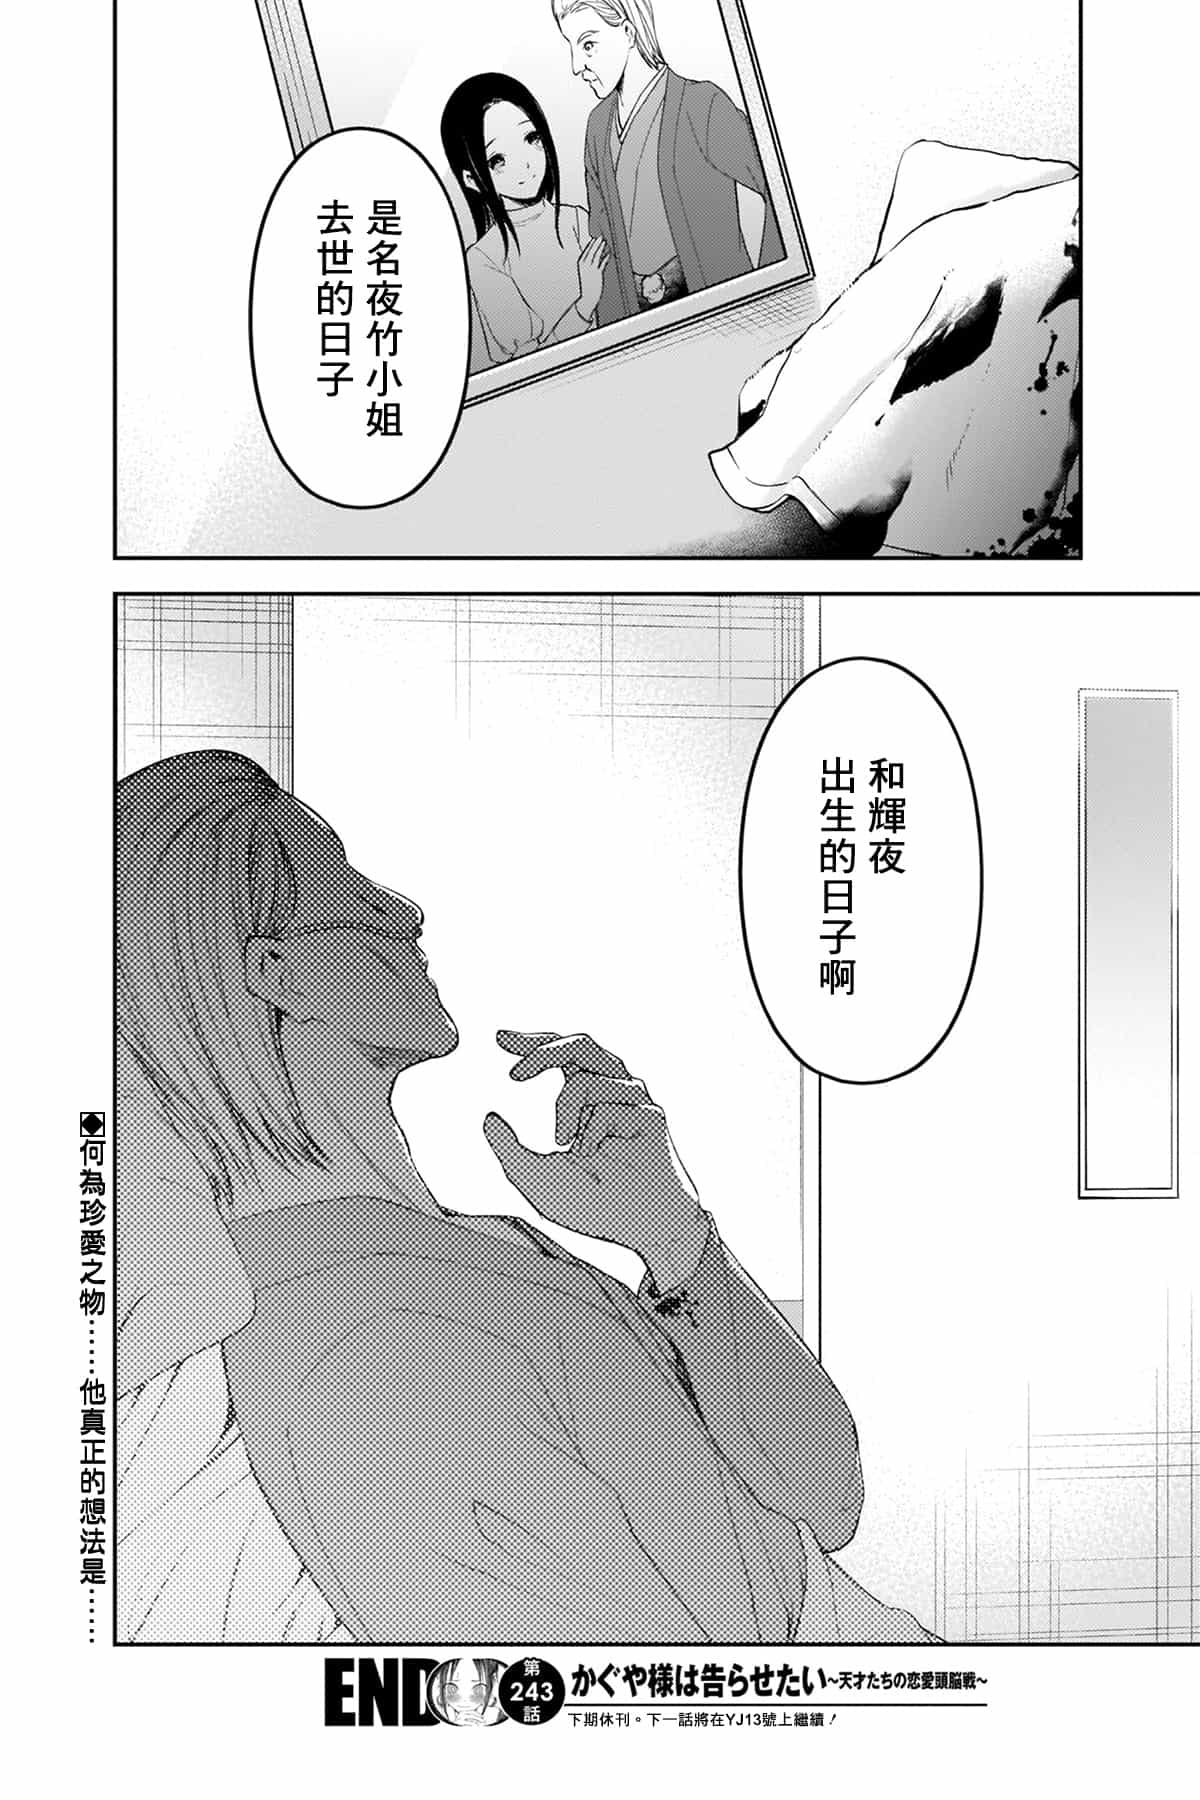 是名夜竹小姐
去世的日子
和輝夜
出生的日子啊
◆何為珍愛之物……他真正的想法是……
END
第
243
話
かぐや様は告らせたい~天才たちの恋愛頭脳戦~
下期休刊。下一話將在YJ13號上繼續！